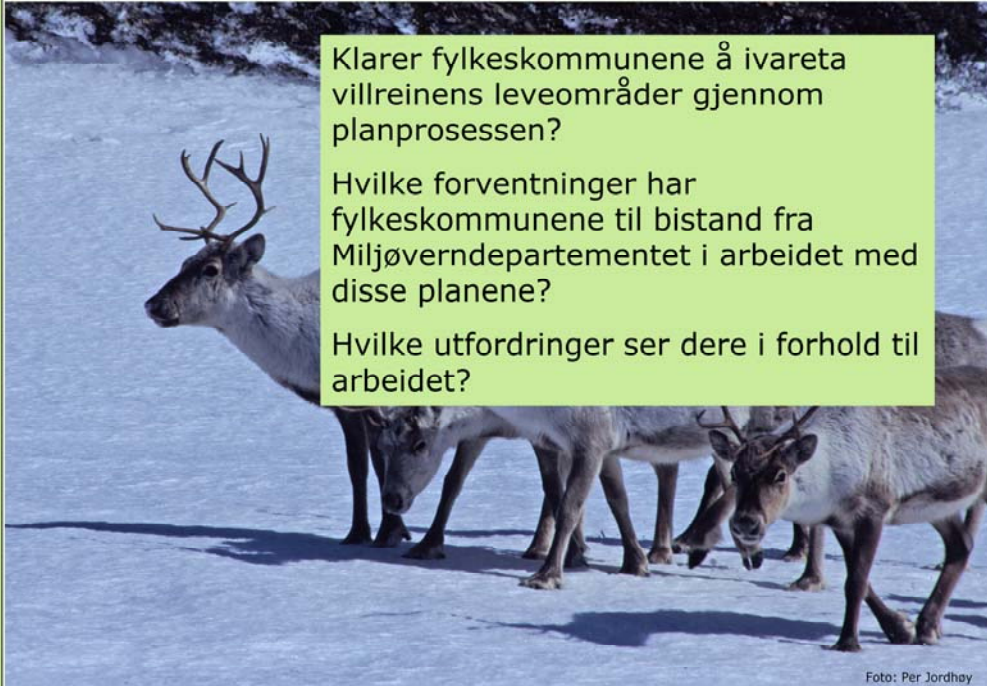 Klarer fylkeskommunene å ivareta
villreinens leveområder gjennom
planprosessen?
Hvilke forventninger har
fylkeskommunene til bistand fra
Miljøverndepartementet i arbeidet med
disse planene?
Hvilke utfordringer ser dere i forhold til
arbeidet?
Foto: Per Jordhøy